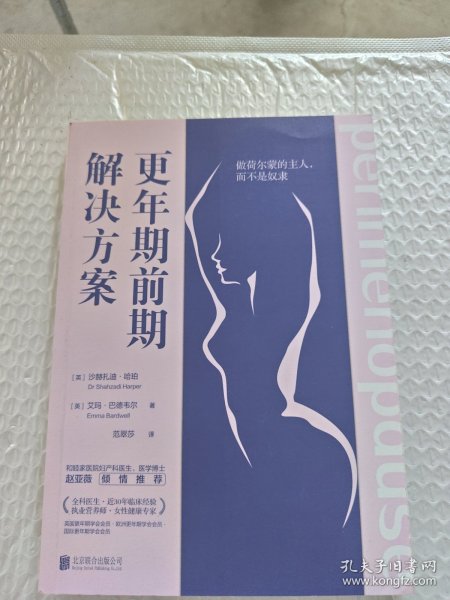 更年期前期
解决方案
做荷尔蒙的主人，
而不是奴隶
perimenopause
［英］沙赫扎迪·哈珀
Dr Shahzadi Harper
［英］艾玛·巴德韦尔 著
Emma Bardwell
范翠莎 译
和睦家医院妇产科医生、医学博士
赵亚薇 倾情推荐
全科医生·近30年临床经验
执业营养师·女性健康专家
英国更年期学会会员·欧洲更年期学会会员·
国际更年期学会会员
北京联合出版公司
Beijing United Publishing Co.,Ltd.
孔夫子旧书网
www.kongfz.com